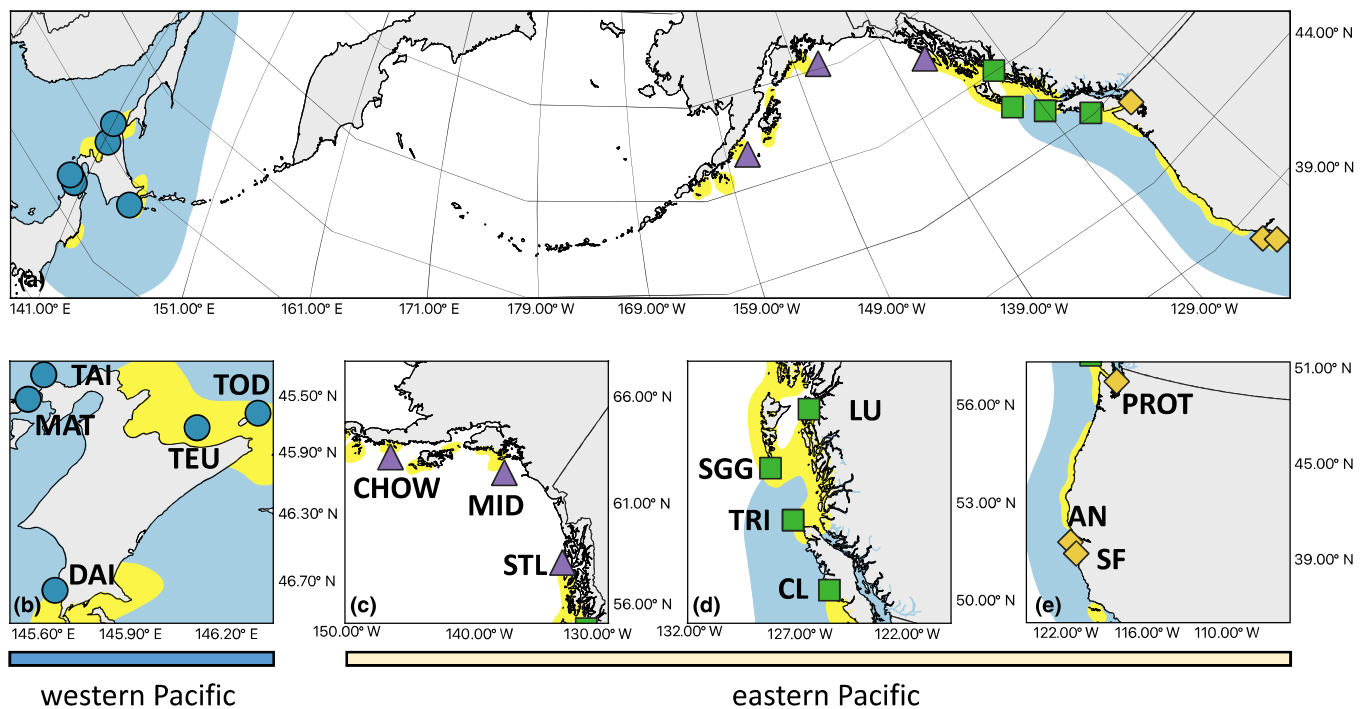 44.00° N
39.00° N
(a)
141.00° E 151.00° E 161.00° E 171.00° E 179.00° W 169.00° W 159.00° W 149.00° W 139.00° W 129.00° W
TAI
TOD
MAT
TEU
DAI
(b)
45.50° N
45.90° N
46.30° N
46.70° N
145.60° E 145.90° E 146.20° E
CHOW
MID
STL
(c)
66.00° N
61.00° N
56.00° N
150.00° W 140.00° W 130.00° W
LU
SGG
TRI
CL
(d)
56.00° N
53.00° N
50.00° N
132.00° W 127.00° W 122.00° W
PROT
AN
SF
(e)
51.00° N
45.00° N
39.00° N
122.00° W 116.00° W 110.00° W
western Pacific
eastern Pacific